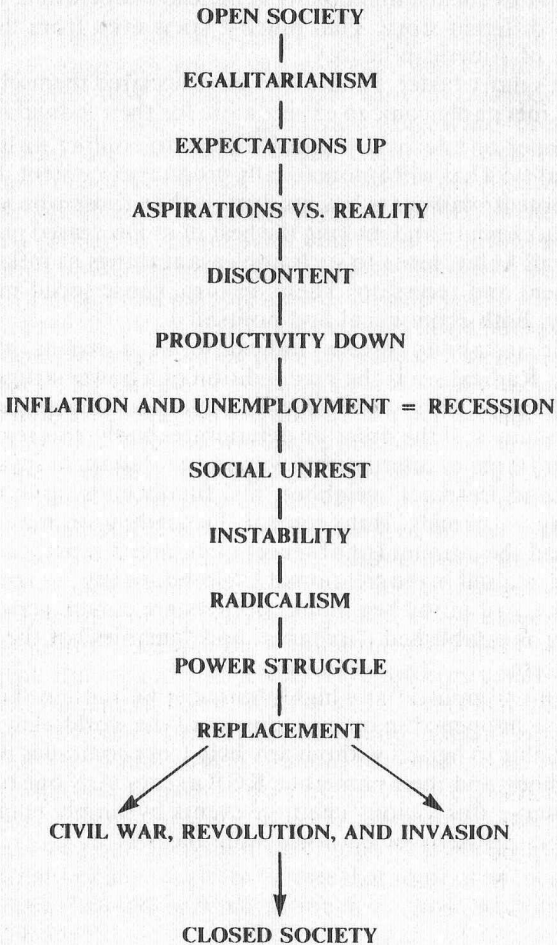 OPEN SOCIETY
EGALITARIANISM
EXPECTATIONS UP
ASPIRATIONS VS. REALITY
DISCONTENT
PRODUCTIVITY DOWN
INFLATION AND UNEMPLOYMENT = RECESSION
SOCIAL UNREST
INSTABILITY
RADICALISM
POWER STRUGGLE
REPLACEMENT
CIVIL WAR, REVOLUTION, AND INVASION
CLOSED SOCIETY